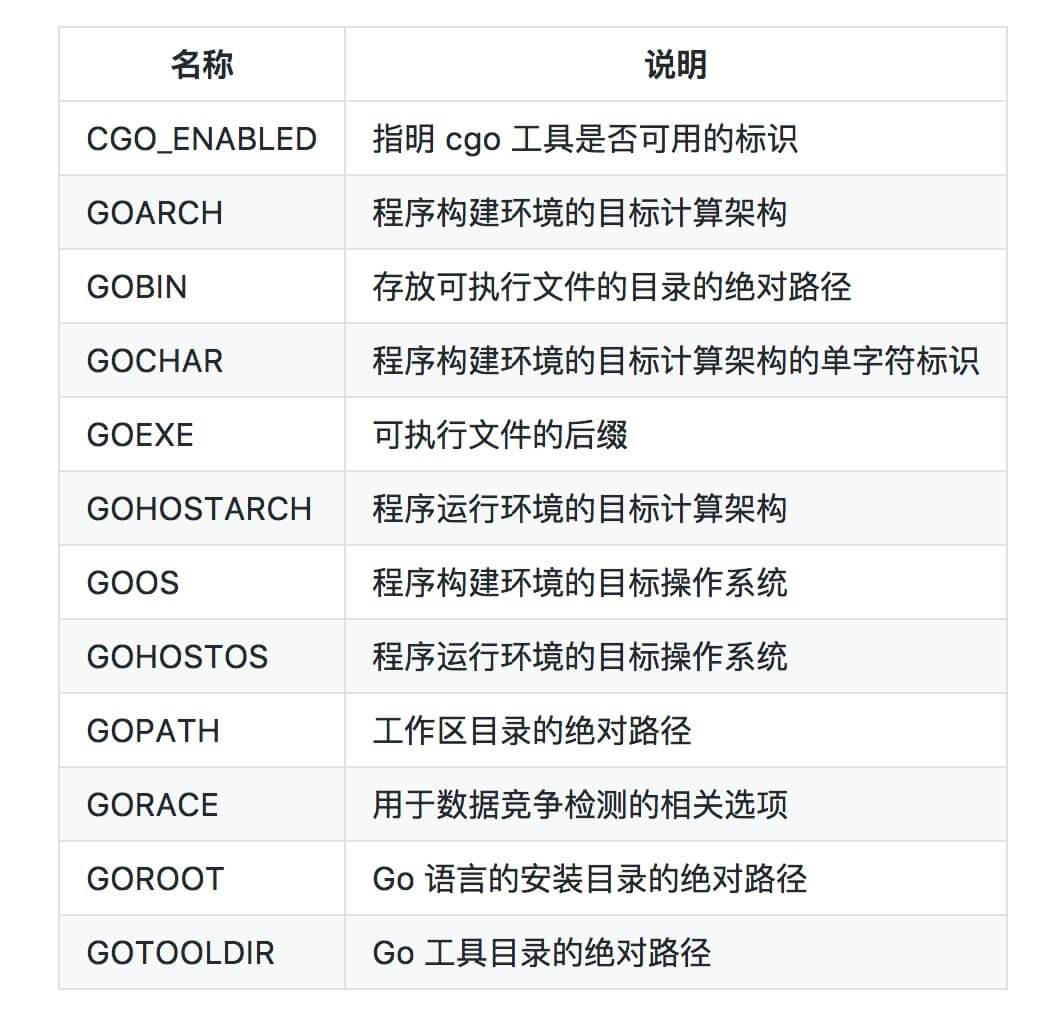 名称 说明
CGO_ENABLED 指明 cgo 工具是否可用的标识
GOARCH 程序构建环境的目标计算架构
GOBIN 存放可执行文件的目录的绝对路径
GOCHAR 程序构建环境的目标计算架构的单字符标识
GOEXE 可执行文件的后缀
GOHOSTARCH 程序运行环境的目标计算架构
GOOS 程序构建环境的目标操作系统
GOHOSTOS 程序运行环境的目标操作系统
GOPATH 工作区目录的绝对路径
GORACE 用于数据竞争检测的相关选项
GOROOT Go 语言的安装目录的绝对路径
GOTOOLDIR Go 工具目录的绝对路径